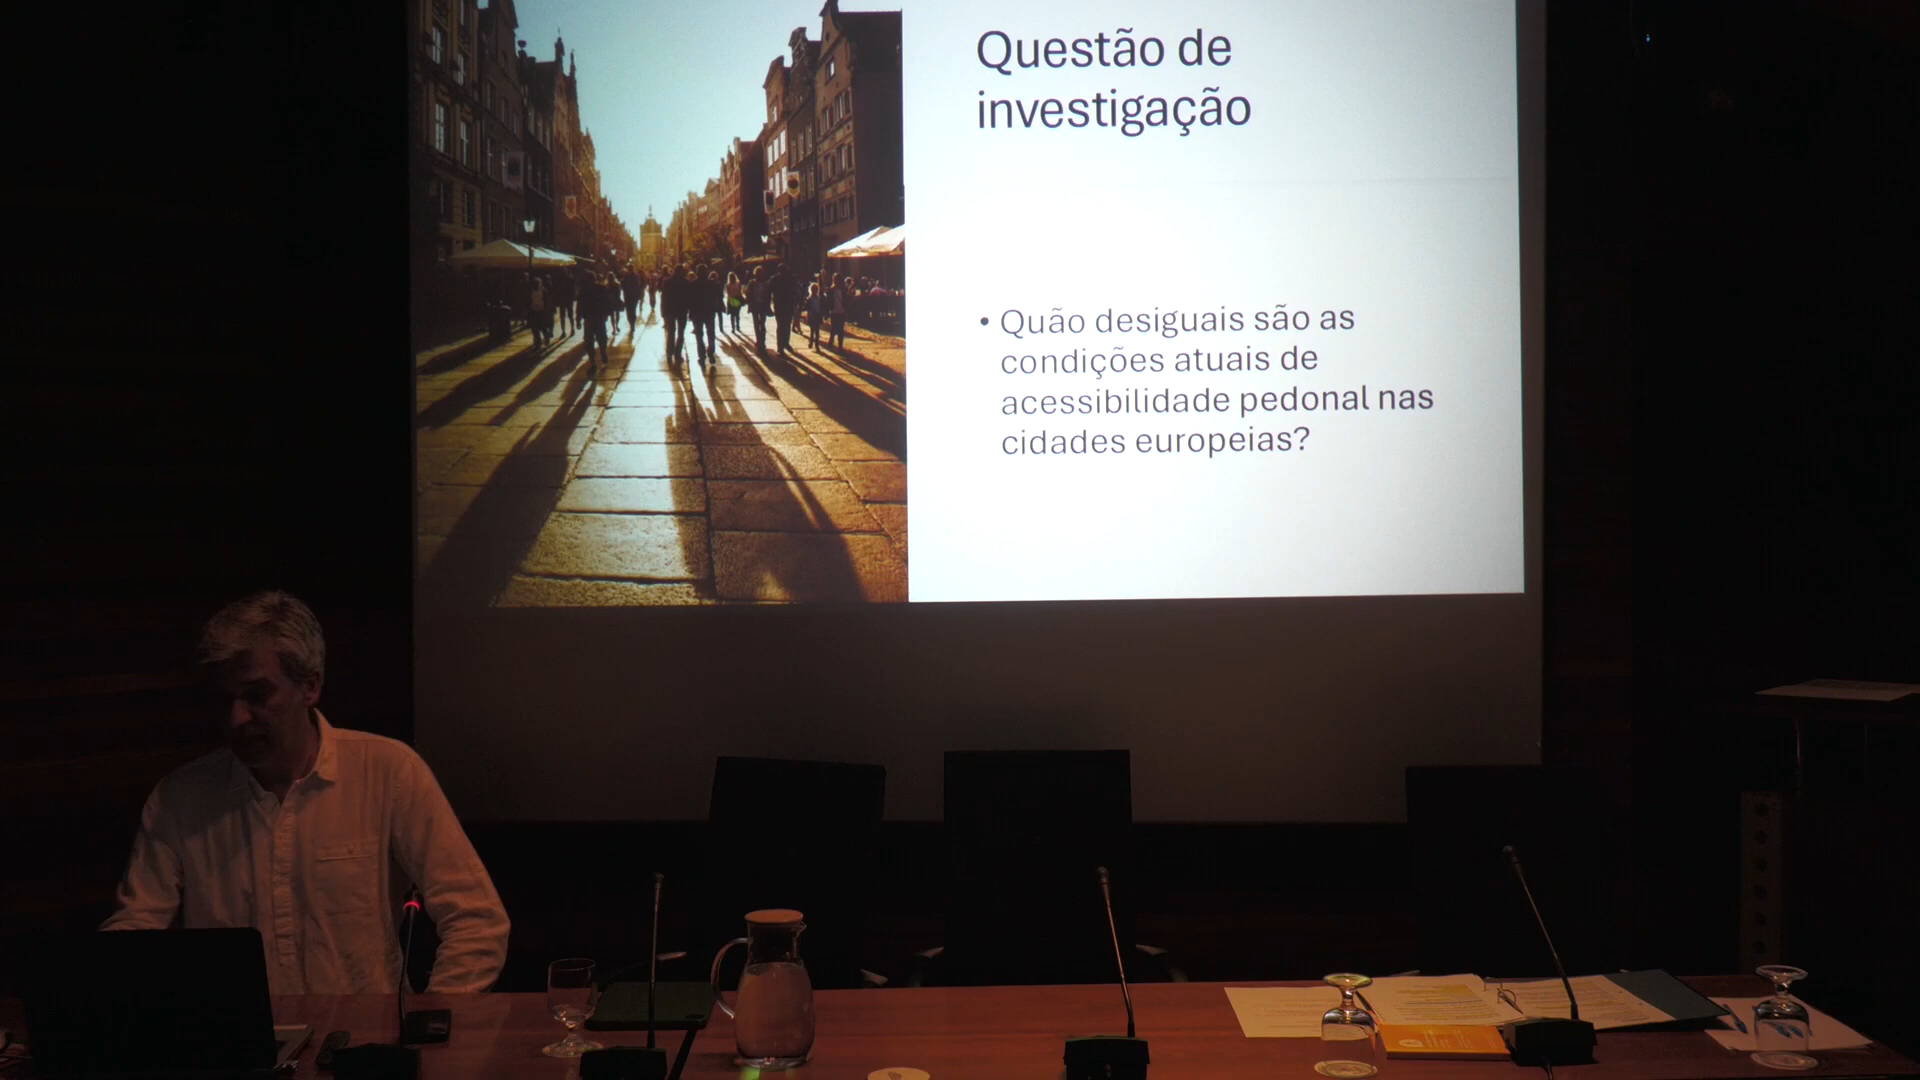 Questão de
investigação
• Quão desiguais são as
condições atuais de
acessibilidade pedonal nas
cidades europeias?